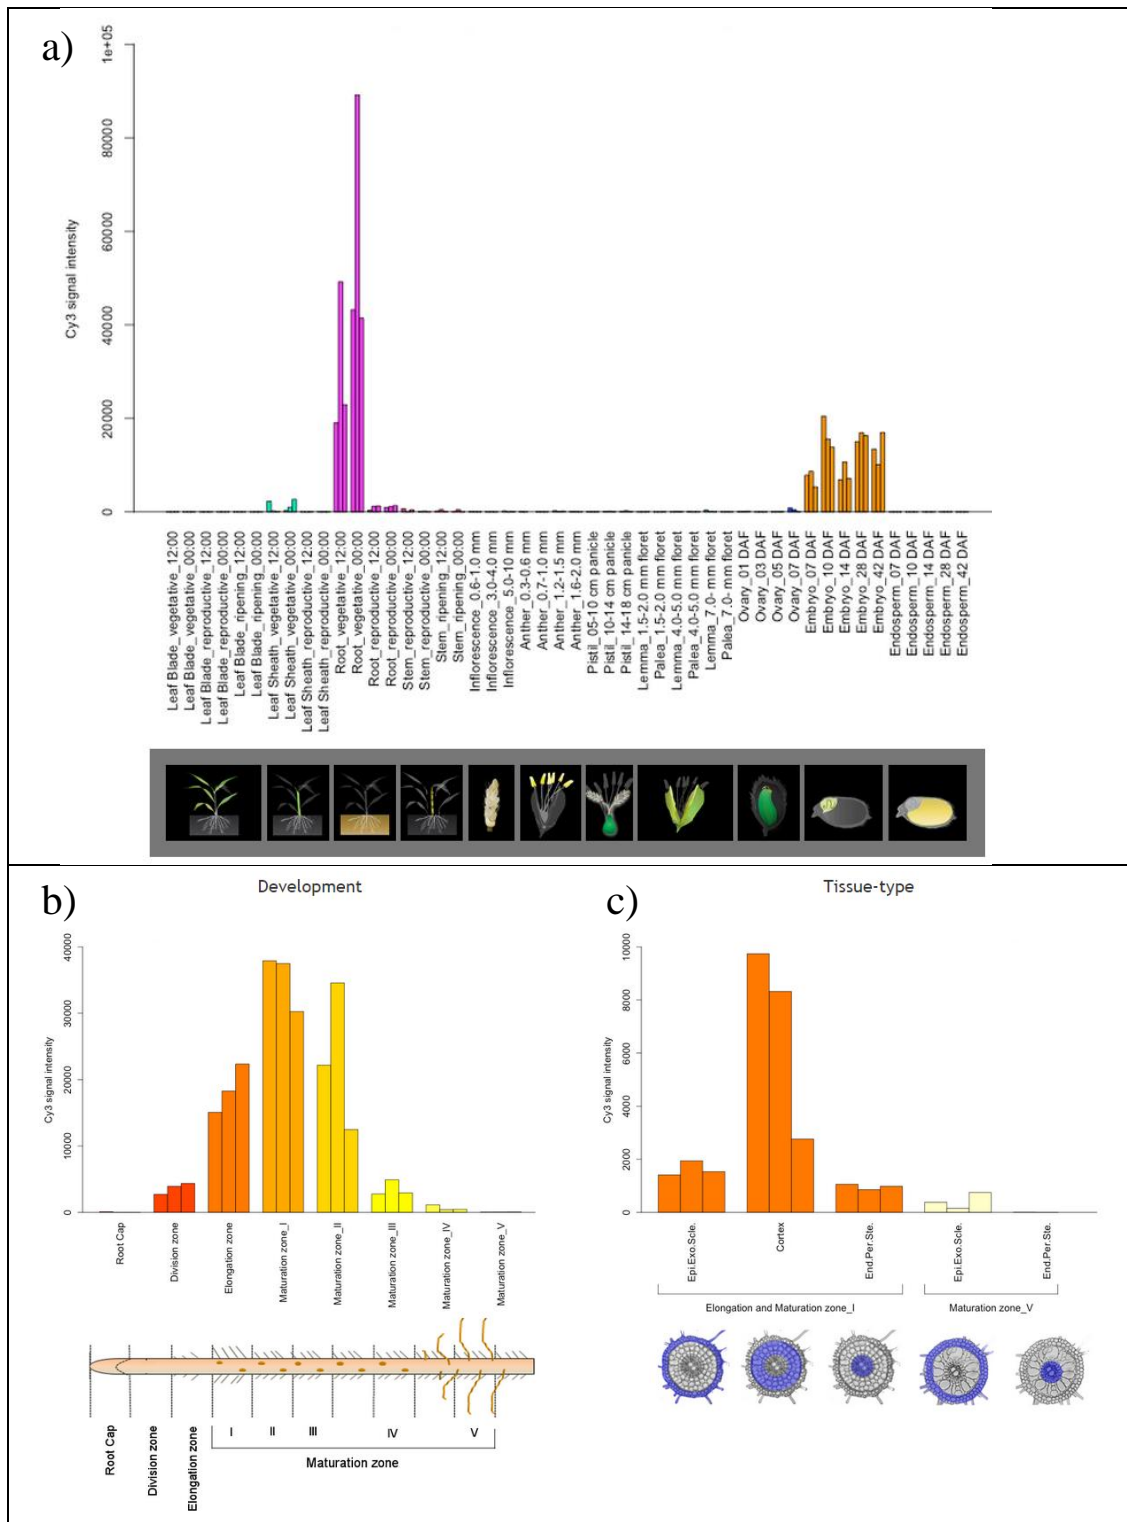 a)
Cy3 signal intensity
1e+05
80000
60000
40000
20000
0
Leaf Blade_vegetative_12:00
Leaf Blade_vegetative_00:00
Leaf Blade_reproductive_12:00
Leaf Blade_reproductive_00:00
Leaf Blade_ripening_12:00
Leaf Blade_ripening_00:00
Leaf Sheath_vegetative_12:00
Leaf Sheath_vegetative_00:00
Leaf Sheath_reproductive_12:00
Leaf Sheath_reproductive_00:00
Root_vegetative_12:00
Root_vegetative_00:00
Root_reproductive_12:00
Root_reproductive_00:00
Stem_reproductive_12:00
Stem_reproductive_00:00
Stem_ripening_12:00
Stem_ripening_00:00
Inflorescence_0.6-1.0 mm
Inflorescence_3.0-4.0 mm
Inflorescence_5.0-10 mm
Anther_0.3-0.6 mm
Anther_0.7-1.0 mm
Anther_1.2-1.5 mm
Anther_1.6-2.0 mm
Pistil_05-10 cm panicle
Pistil_10-14 cm panicle
Pistil_14-18 cm panicle
Lemma_1.5-2.0 mm floret
Palea_1.5-2.0 mm floret
Lemma_4.0-5.0 mm floret
Palea_4.0-5.0 mm floret
Lemma_7.0- mm floret
Palea_7.0- mm floret
Ovary_01 DAF
Ovary_03 DAF
Ovary_05 DAF
Ovary_07 DAF
Embryo_07 DAF
Embryo_10 DAF
Embryo_14 DAF
Embryo_28 DAF
Embryo_42 DAF
Endosperm_07 DAF
Endosperm_10 DAF
Endosperm_14 DAF
Endosperm_28 DAF
Endosperm_42 DAF
b)
Development
Cy3 signal intensity
40000
30000
20000
10000
0
Root Cap
Division zone
Elongation zone
Maturation zone_I
Maturation zone_II
Maturation zone_III
Maturation zone_IV
Maturation zone_V
Root Cap
Division zone
Elongation zone
I
II
III
IV
V
Maturation zone
c)
Tissue-type
Cy3 signal intensity
10000
8000
6000
4000
2000
0
Epi.Exo.Scle.
Cortex
End.Per.Ste.
Epi.Exo.Scle.
End.Per.Ste.
Elongation and Maturation zone_I
Maturation zone_V